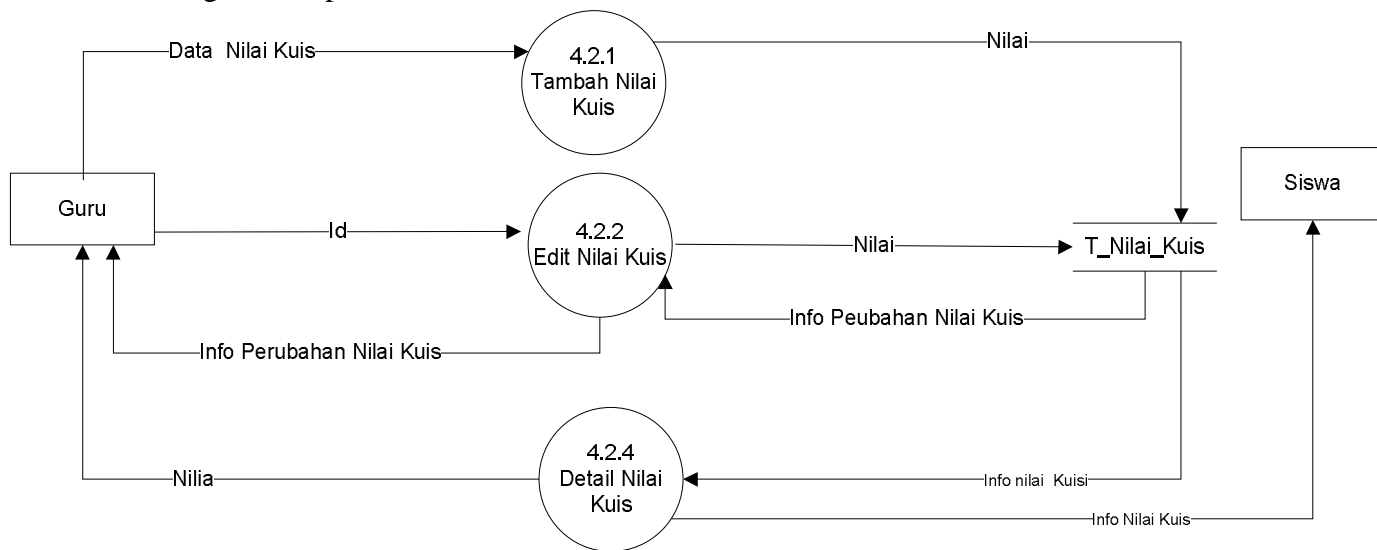 Data Nilai Kuis
4.2.1
Tambah Nilai
Kuis
Nilai
Guru
Siswa
Id
4.2.2
Edit Nilai Kuis
Nilai
T_Nilai_Kuis
Info Peubahan Nilai Kuis
Info Perubahan Nilai Kuis
4.2.4
Detail Nilai
Kuis
Nilia
Info nilai Kuisi
Info Nilai Kuis